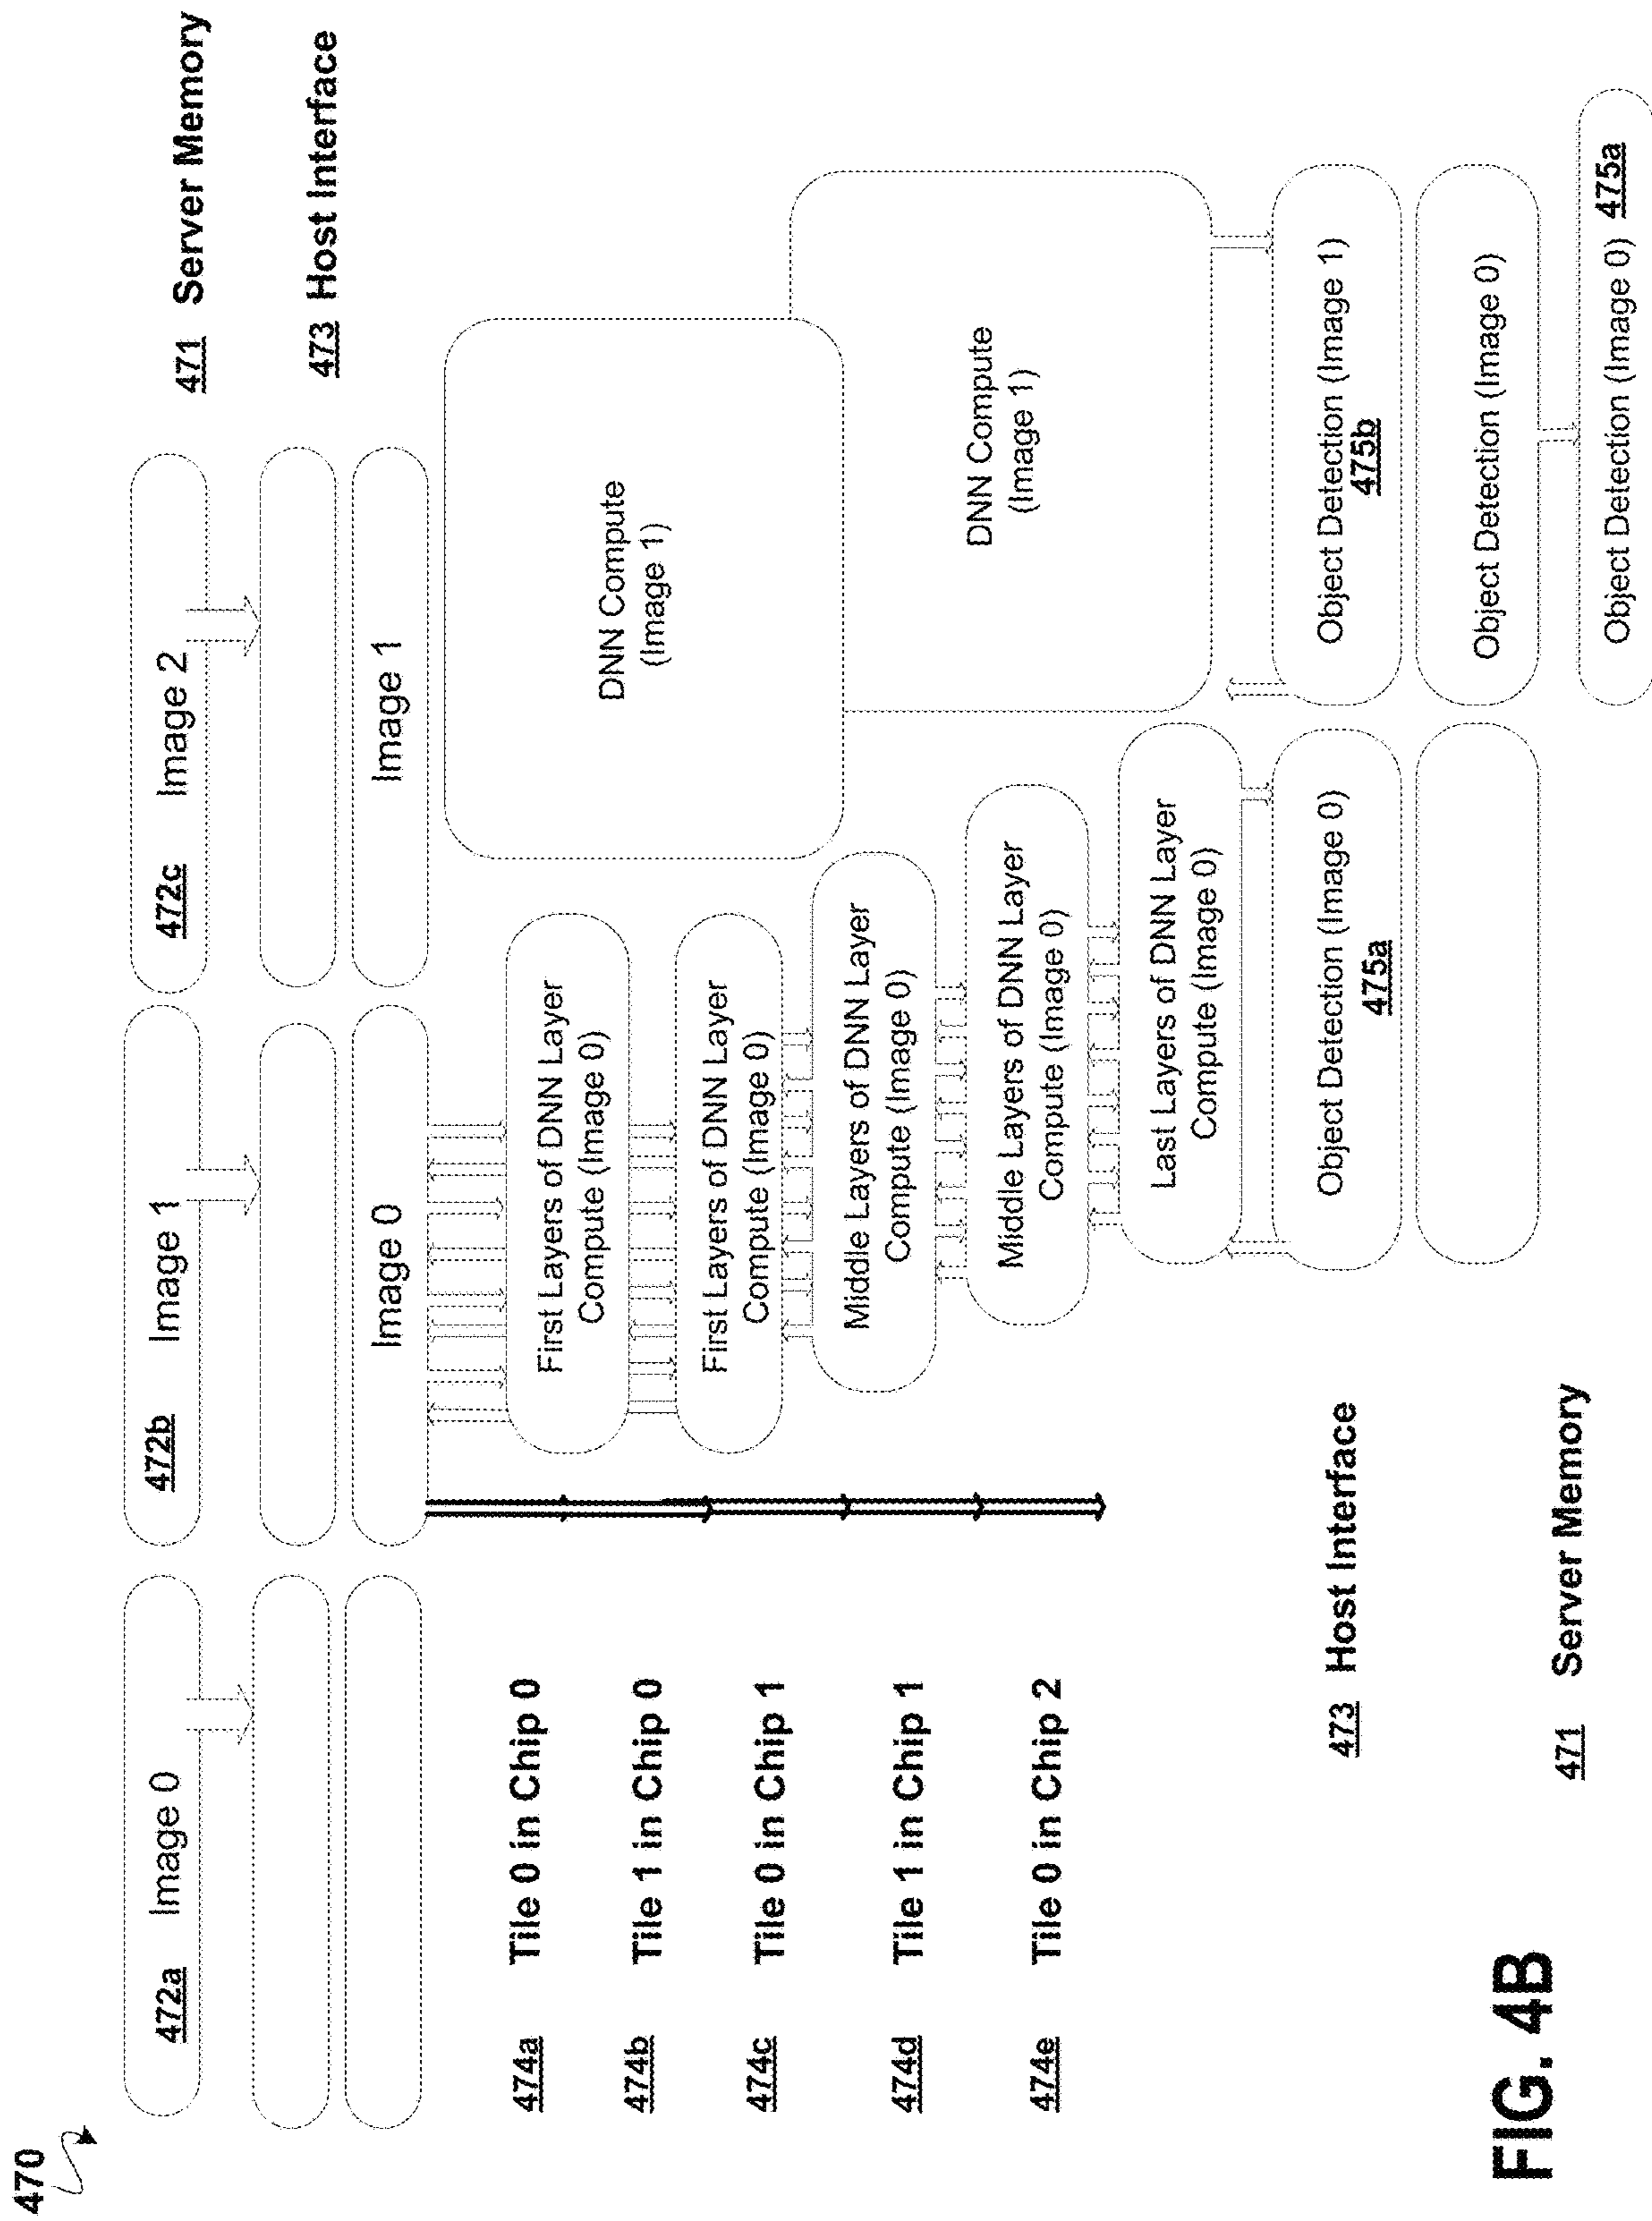 470
472a Image 0
472b Image 1
472c Image 2
471 Server Memory
473 Host Interface
Image 0
Image 1
474a Tile 0 in Chip 0
First Layers of DNN Layer
Compute (Image 0)
DNN Compute
(Image 1)
474b Tile 1 in Chip 0
First Layers of DNN Layer
Compute (Image 0)
474c Tile 0 in Chip 1
Middle Layers of DNN Layer
Compute (Image 0)
474d Tile 1 in Chip 1
Middle Layers of DNN Layer
Compute (Image 0)
DNN Compute
(Image 1)
474e Tile 0 in Chip 2
Last Layers of DNN Layer
Compute (Image 0)
473 Host Interface
Object Detection (Image 0)
475a
Object Detection (Image 1)
475b
Object Detection (Image 0)
471 Server Memory
Object Detection (Image 0) 475a
FIG. 4B